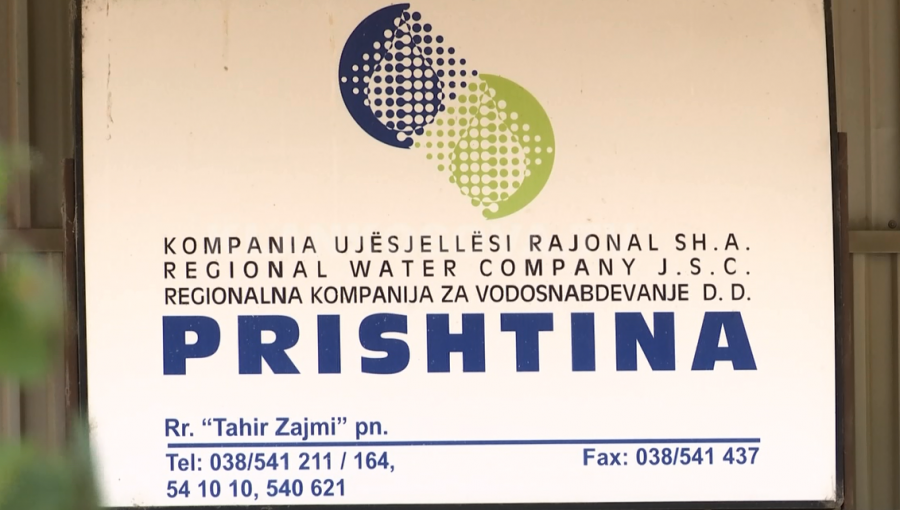 KOMPANIA UJËSJELLËSI RAJONAL SH.A.
REGIONAL WATER COMPANY J.S.C.
REGIONALNA KOMPANIJA ZA VODOSNABDEVANJE D. D.
PRISHTINA
Rr. “Tahir Zajmi” pn.
Tel: 038/541 211 / 164, Fax: 038/541 437
54 10 10, 540 621